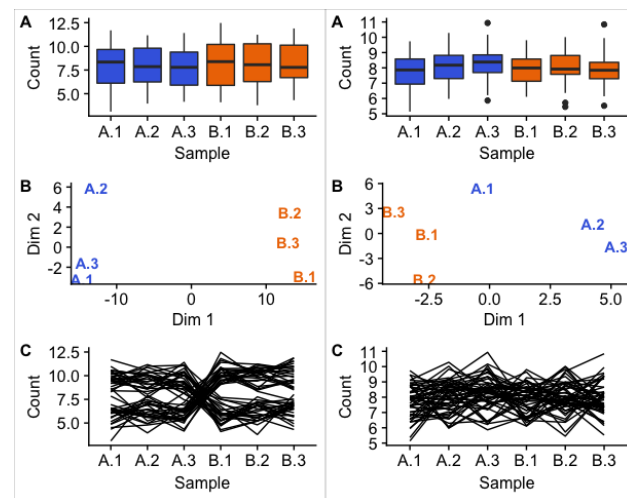 A
12.5
10.0
7.5
5.0
Count
A.1 A.2 A.3 B.1 B.2 B.3
Sample
A
11
10
9
8
7
6
5
Count
A.1 A.2 A.3 B.1 B.2 B.3
Sample
B
6
4
2
0
-2
Dim 2
A.2
B.2
B.3
A.3
A.1
B.1
-10 0 10
Dim 1
B
6
3
0
-3
-6
Dim 2
A.1
B.3
A.2
B.1
A.3
B.2
-2.5 0.0 2.5 5.0
Dim 1
C
12.5
10.0
7.5
5.0
Count
A.1 A.2 A.3 B.1 B.2 B.3
Sample
C
11
10
9
8
7
6
5
Count
A.1 A.2 A.3 B.1 B.2 B.3
Sample